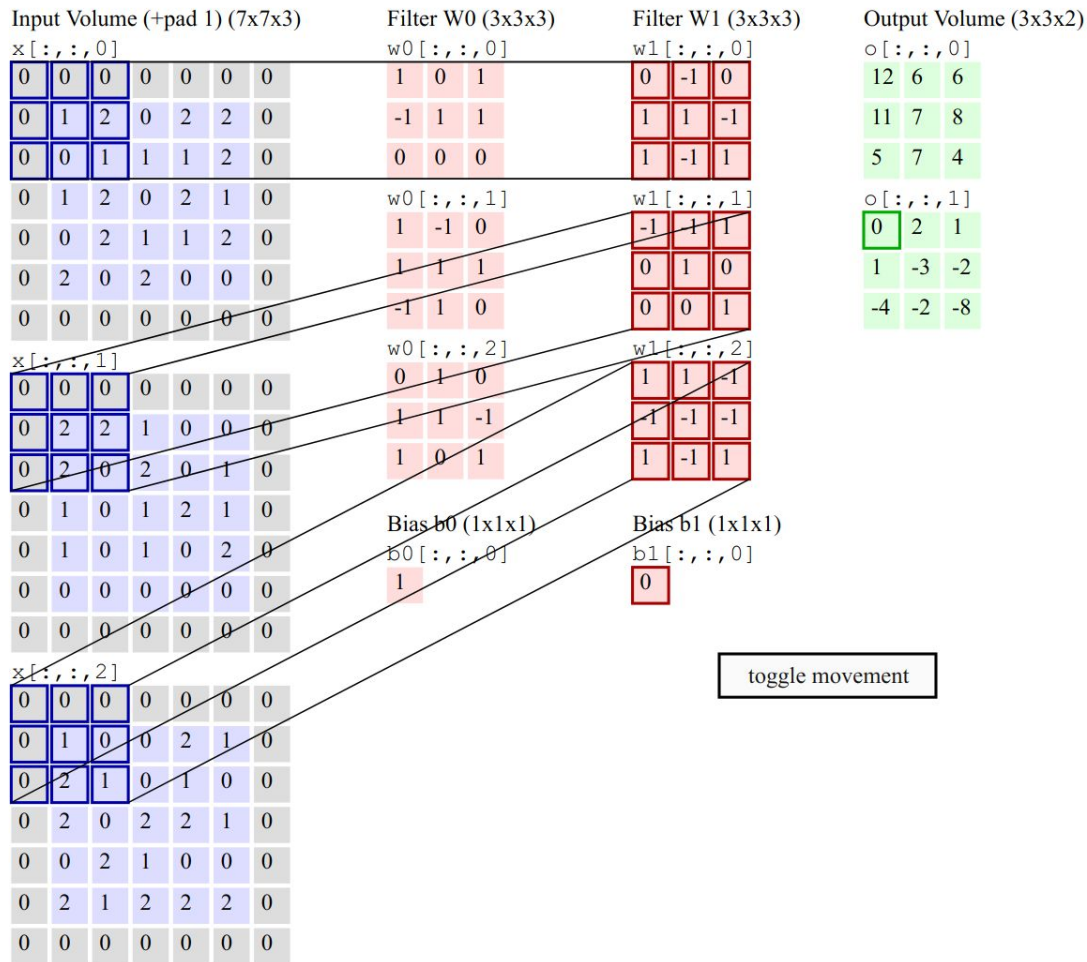 Input Volume (+pad 1) (7x7x3)
x[:,:,0]
0 0 0 0 0 0 0
0 1 2 0 2 2 0
0 0 1 1 1 2 0
0 1 2 0 2 1 0
0 0 2 1 1 2 0
0 2 0 2 0 0 0
0 0 0 0 0 0 0
x[:,:,1]
0 0 0 0 0 0 0
0 2 2 1 0 0 0
0 2 0 2 0 1 0
0 1 0 1 2 1 0
0 1 0 1 0 2 0
0 0 0 0 0 0 0
0 0 0 0 0 0 0
x[:,:,2]
0 0 0 0 0 0 0
0 1 0 0 2 1 0
0 2 1 0 1 0 0
0 2 0 2 2 1 0
0 0 2 1 0 0 0
0 2 1 2 2 2 0
0 0 0 0 0 0 0
Filter W0 (3x3x3)
w0[:,:,0]
1 0 1
-1 1 1
0 0 0
w0[:,:,1]
1 -1 0
1 1 1
-1 1 0
w0[:,:,2]
0 1 0
1 1 -1
1 0 1
Bias b0 (1x1x1)
b0[:,:,0]
1
Filter W1 (3x3x3)
w1[:,:,0]
0 -1 0
1 1 -1
1 -1 1
w1[:,:,1]
-1 -1 1
0 1 0
0 0 1
w1[:,:,2]
1 1 -1
-1 -1 -1
1 -1 1
Bias b1 (1x1x1)
b1[:,:,0]
0
Output Volume (3x3x2)
o[:,:,0]
12 6 6
11 7 8
5 7 4
o[:,:,1]
0 2 1
1 -3 -2
-4 -2 -8
toggle movement